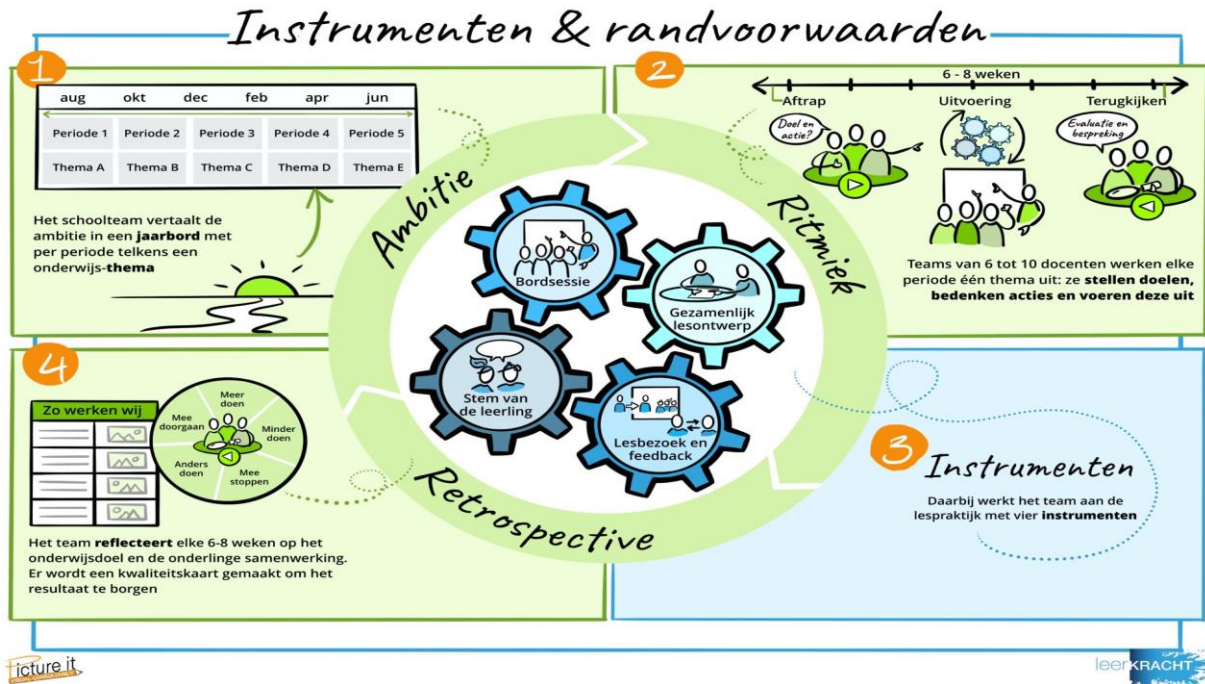 Instrumenten & randvoorwaarden
1
aug okt dec feb apr jun
Periode 1 Periode 2 Periode 3 Periode 4 Periode 5
Thema A Thema B Thema C Thema D Thema E
Het schoolteam vertaalt de
ambitie in een jaarbord met
per periode telkens een
onderwijs-thema
2
6 - 8 weken
Aftrap Uitvoering Terugkijken
Doel en
actie?
Evaluatie en
bespreking
Teams van 6 tot 10 docenten werken elke
periode één thema uit: ze stellen doelen,
bedenken acties en voeren deze uit
Ambitie
Ritmiek
Retrospective
Bordsessie
Gezamenlijk
lesontwerp
Stem van
de leerling
Lesbezoek en
feedback
3
Instrumenten
Daarbij werkt het team aan de
lespraktijk met vier instrumenten
4
Zo werken wij
Meer
doen
Minder
doen
Mee
stoppen
Anders
doen
Mee
doorgaan
Het team reflecteert elke 6-8 weken op het
onderwijsdoel en de onderlinge samenwerking.
Er wordt een kwaliteitskaart gemaakt om het
resultaat te borgen
Picture it
leerKRACHT